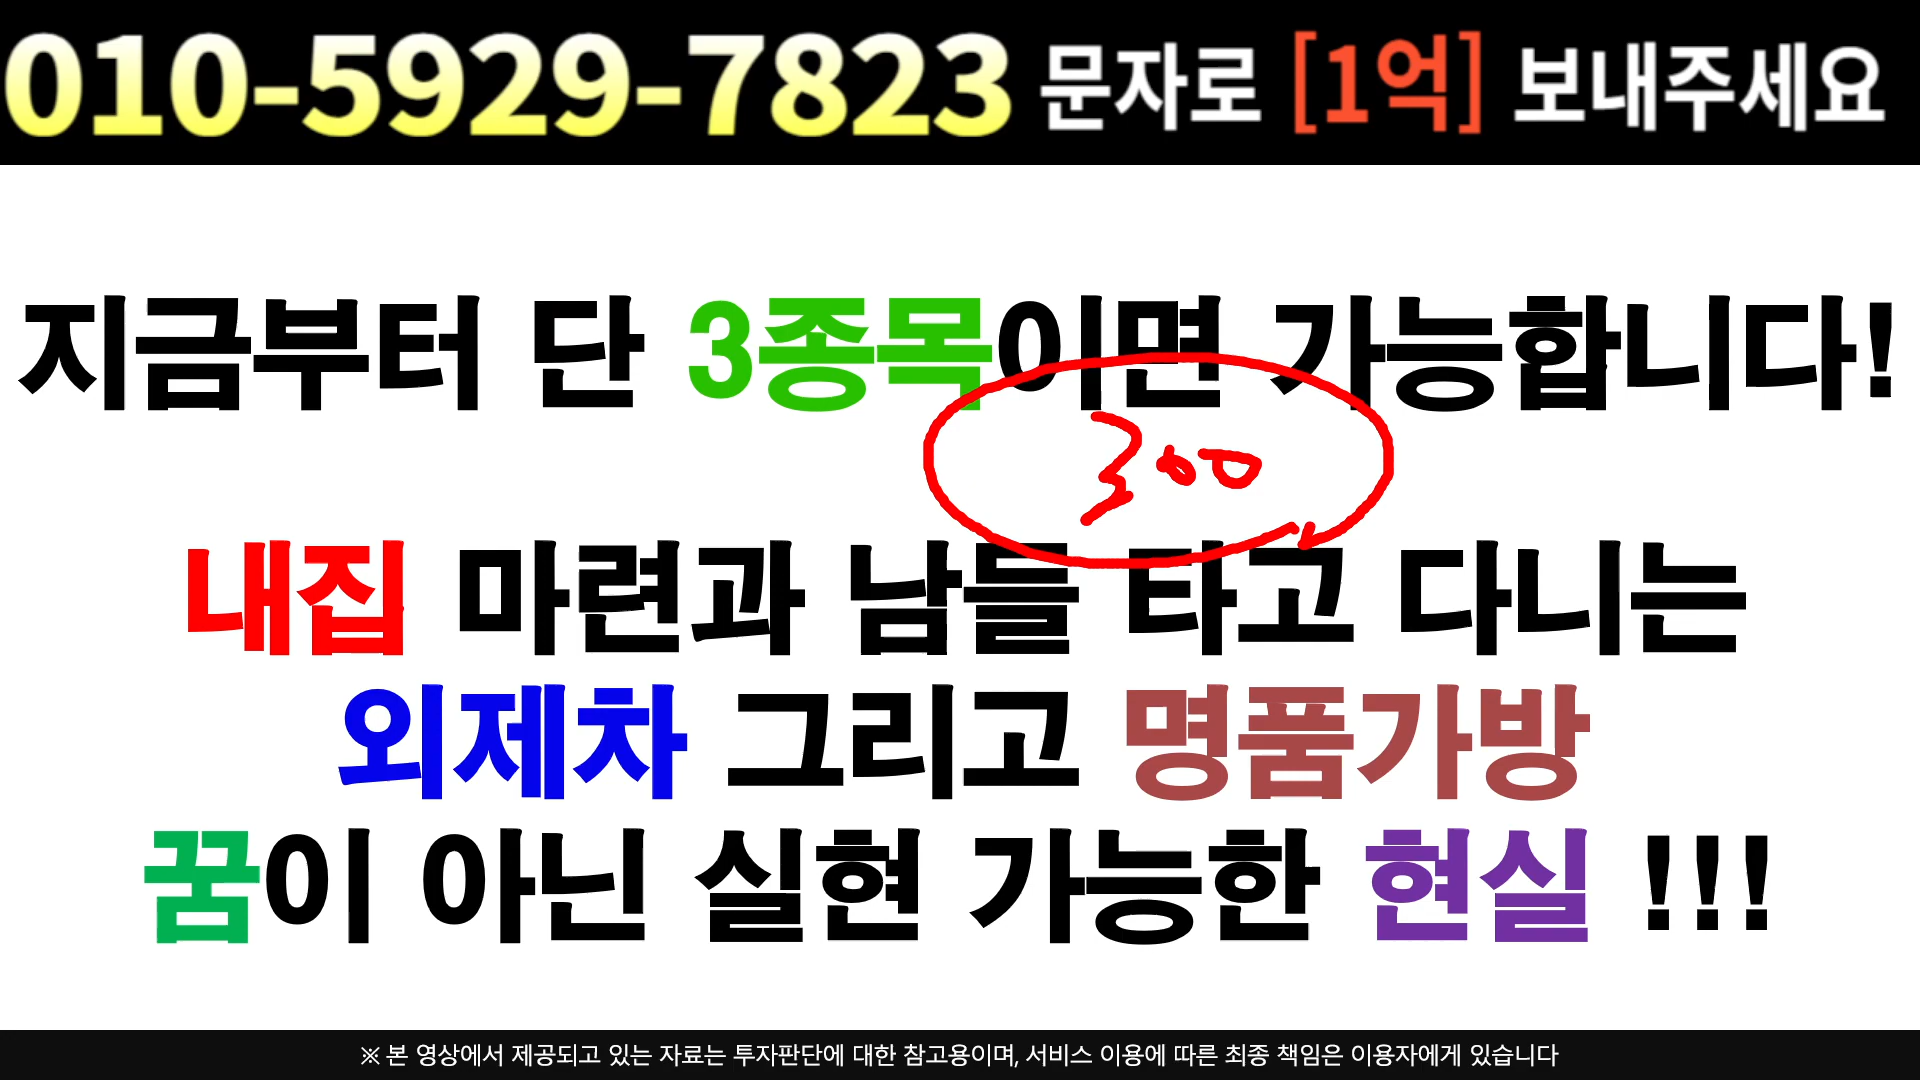 010-5929-7823 문자로 [1억] 보내주세요
지금부터 단 3종목이면 가능합니다!
300
내집 마련과 남들 타고 다니는
외제차 그리고 명품가방
꿈이 아닌 실현 가능한 현실 !!!
※ 본 영상에서 제공되고 있는 자료는 투자판단에 대한 참고용이며, 서비스 이용에 따른 최종 책임은 이용자에게 있습니다